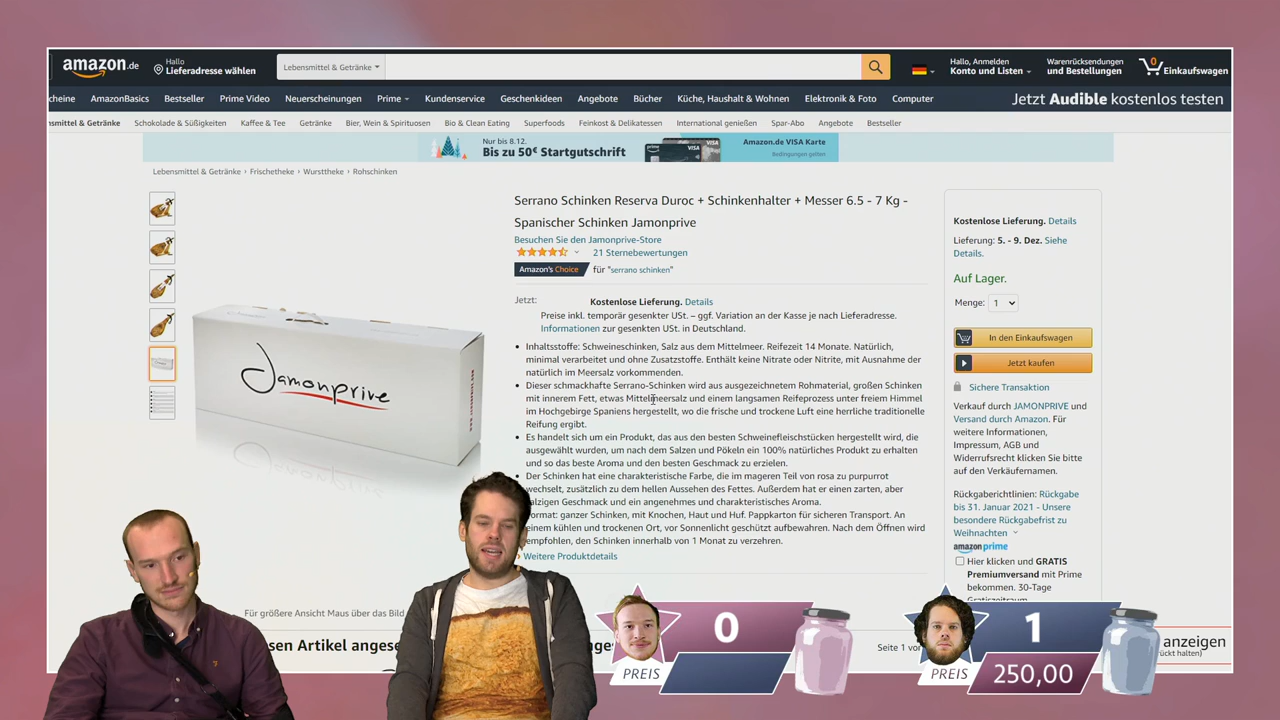 amazon.de
Hallo
Lieferadresse wählen
Lebensmittel & Getränke
Hallo, Anmelden
Konto und Listen
Warenrücksendungen
und Bestellungen
0
Einkaufswagen
cheine AmazonBasics Bestseller Prime Video Neuerscheinungen Prime Kundenservice Geschenkideen Angebote Bücher Küche, Haushalt & Wohnen Elektronik & Foto Computer
Jetzt Audible kostenlos testen
nsmittel & Getränke Schokolade & Süßigkeiten Kaffee & Tee Getränke Bier, Wein & Spirituosen Bio & Clean Eating Superfoods Feinkost & Delikatessen International genießen Spar-Abo Angebote Bestseller
Nur bis 8.12.
Bis zu 50€ Startgutschrift
prime
VISA
VISA
Amazon.de VISA Karte
Bedingungen gelten
Lebensmittel & Getränke › Frischetheke › Wursttheke › Rohschinken
Serrano Schinken Reserva Duroc + Schinkenhalter + Messer 6.5 - 7 Kg -
Spanischer Schinken Jamonprive
Besuchen Sie den Jamonprive-Store
21 Sternebewertungen
Amazon's Choice für "serrano schinken"
Jetzt: Kostenlose Lieferung. Details
Preise inkl. temporär gesenkter USt. – ggf. Variation an der Kasse je nach Lieferadresse.
Informationen zur gesenkten USt. in Deutschland.
• Inhaltsstoffe: Schweineschinken, Salz aus dem Mittelmeer. Reifezeit 14 Monate. Natürlich,
minimal verarbeitet und ohne Zusatzstoffe. Enthält keine Nitrate oder Nitrite, mit Ausnahme der
natürlich im Meersalz vorkommenden.
• Dieser schmackhafte Serrano-Schinken wird aus ausgezeichnetem Rohmaterial, großen Schinken
mit innerem Fett, etwas Mittelmeersalz und einem langsamen Reifeprozess unter freiem Himmel
im Hochgebirge Spaniens hergestellt, wo die frische und trockene Luft eine herrliche traditionelle
Reifung ergibt.
• Es handelt sich um ein Produkt, das aus den besten Schweinefleischstücken hergestellt wird, die
ausgewählt wurden, um nach dem Salzen und Pökeln ein 100% natürliches Produkt zu erhalten
und so das beste Aroma und den besten Geschmack zu erzielen.
• Der Schinken hat eine charakteristische Farbe, die im mageren Teil von rosa zu purpurrot
wechselt, zusätzlich zu dem hellen Aussehen des Fettes. Außerdem hat er einen zarten, aber
alzigen Geschmack und ein angenehmes und charakteristisches Aroma.
ormat: ganzer Schinken, mit Knochen, Haut und Huf. Pappkarton für sicheren Transport. An
einem kühlen und trockenen Ort, vor Sonnenlicht geschützt aufbewahren. Nach dem Öffnen wird
empfohlen, den Schinken innerhalb von 1 Monat zu verzehren.
› Weitere Produktdetails
Jamonprive
Für größere Ansicht Maus über das Bild
Kostenlose Lieferung. Details
Lieferung: 5. - 9. Dez. Siehe
Details.
Auf Lager.
Menge: 1
In den Einkaufswagen
Jetzt kaufen
Sichere Transaktion
Verkauf durch JAMONPRIVE und
Versand durch Amazon. Für
weitere Informationen,
Impressum, AGB und
Widerrufsrecht klicken Sie bitte
auf den Verkäufernamen.
Rückgaberichtlinien: Rückgabe
bis 31. Januar 2021 - Unsere
besondere Rückgabefrist zu
Weihnachten
amazon prime
Hier klicken und GRATIS
Premiumversand mit Prime
bekommen. 30-Tage
Gratiszeitraum
sen Artikel angese
Seite 1 vor
anzeigen
rückt halten)
0
PREIS
1
PREIS
250,00